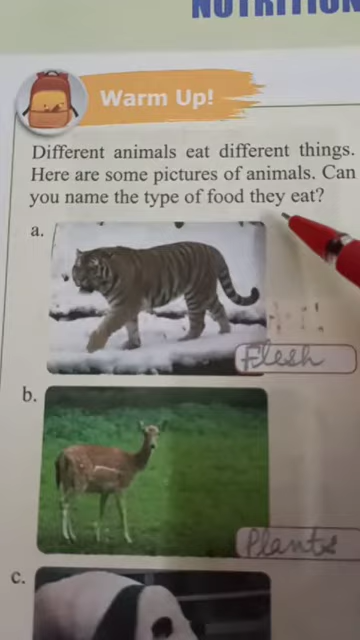 NUTRITION
Warm Up!
Different animals eat different things.
Here are some pictures of animals. Can
you name the type of food they eat?
a.
Flesh
b.
Plants
c.